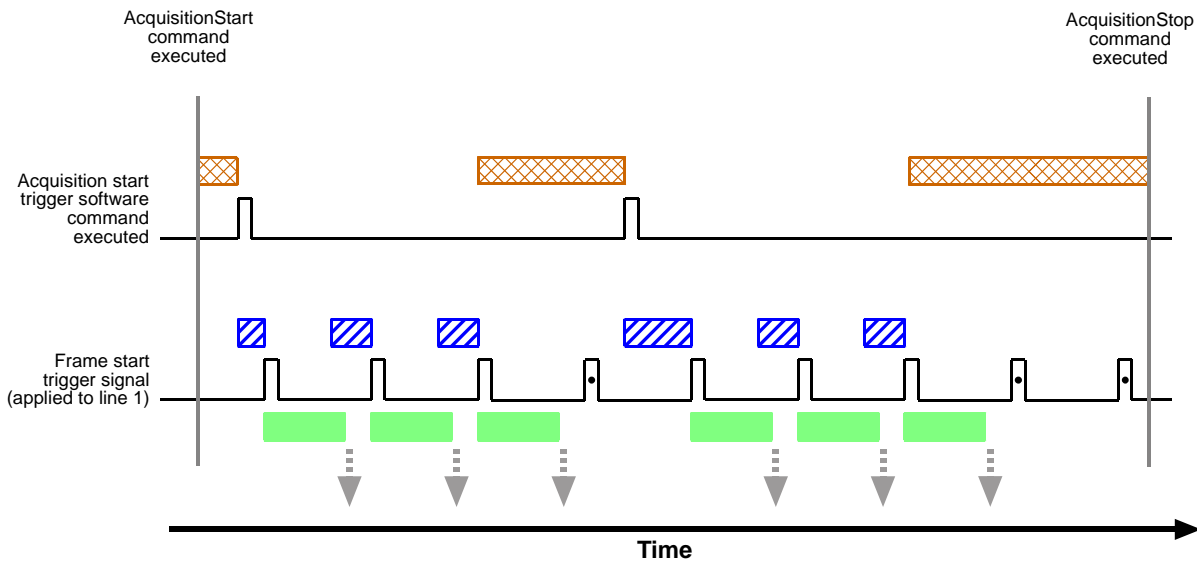 AcquisitionStart
command
executed
AcquisitionStop
command
executed
Acquisition start
trigger software
command
executed
Frame start
trigger signal
(applied to line 1)
Time